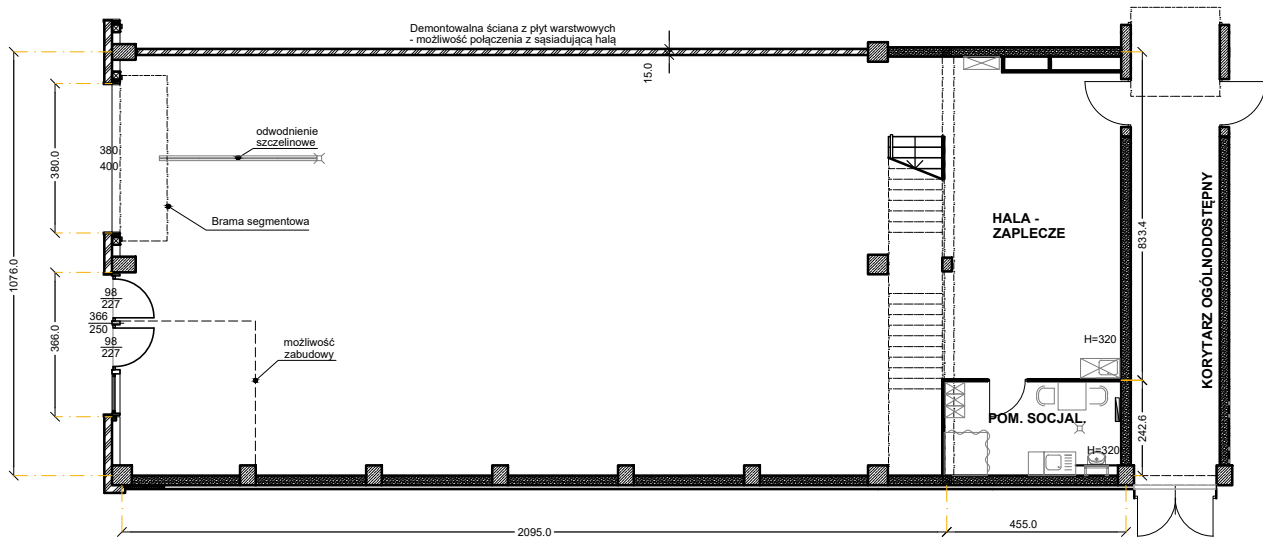 Demontowalna ściana z płyt warstwowych
- możliwość połączenia z sąsiadującą halą
15.0
odwodnienie
szczelinowe
380
400
380.0
Brama segmentowa
1076.0
HALA -
ZAPLECZE
833.4
KORYTARZ OGÓLNODOSTĘPNY
98
227
366
250
98
227
366.0
możliwość
zabudowy
H=320
POM. SOCJAL.
H=320
242.6
2095.0
455.0